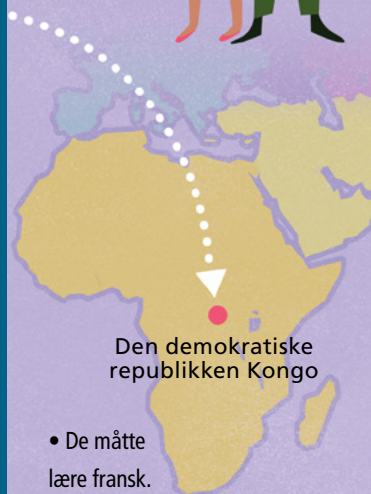 Den demokratiske
republikken Kongo
• De måtte
lære fransk.